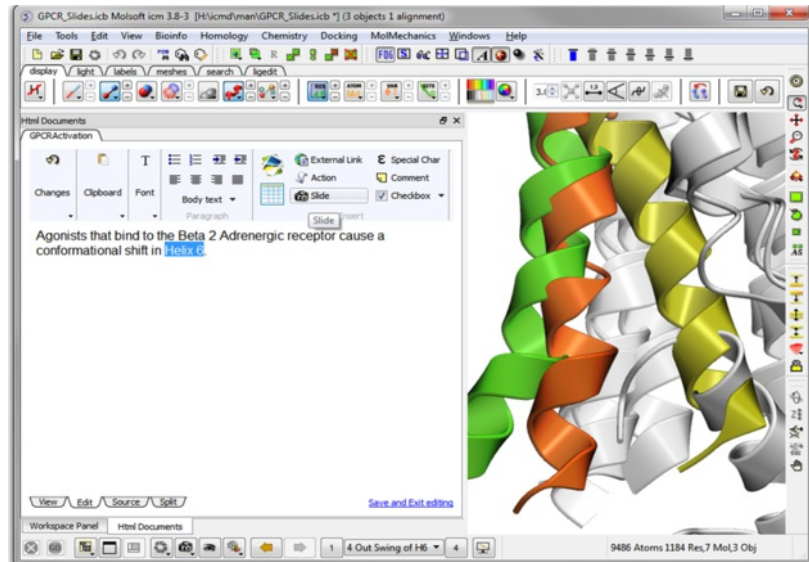 GPCR_Slides.icb Molsoft icm 3.8-3 [H:\icmd\man\GPCR_Slides.icb *] (3 objects 1 alignment)
File Tools Edit View Bioinfo Homology Chemistry Docking MolMechanics Windows Help
display light labels meshes search ligedit
Html Documents
GPCRActivation
External Link Special Char
T Action Comment
Changes Clipboard Font Body text Slide Checkbox
Paragraph Slide
Agonists that bind to the Beta 2 Adrenergic receptor cause a
conformational shift in Helix 6.
View Edit Source Split Save and Exit editing
Workspace Panel Html Documents
1 4 Out Swing of H6 4 9486 Atoms 1184 Res,7 Mol,3 Obj